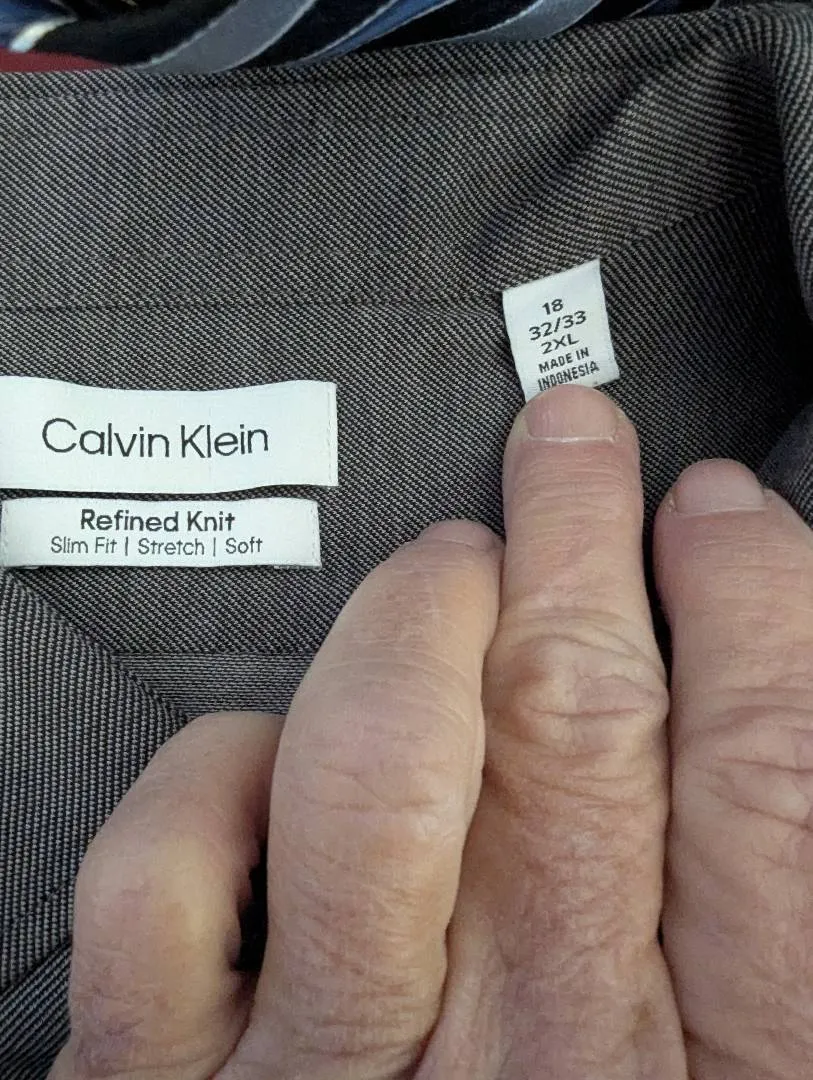 18
32/33
2XL
MADE IN
INDONESIA
Calvin Klein
Refined Knit
Slim Fit | Stretch | Soft